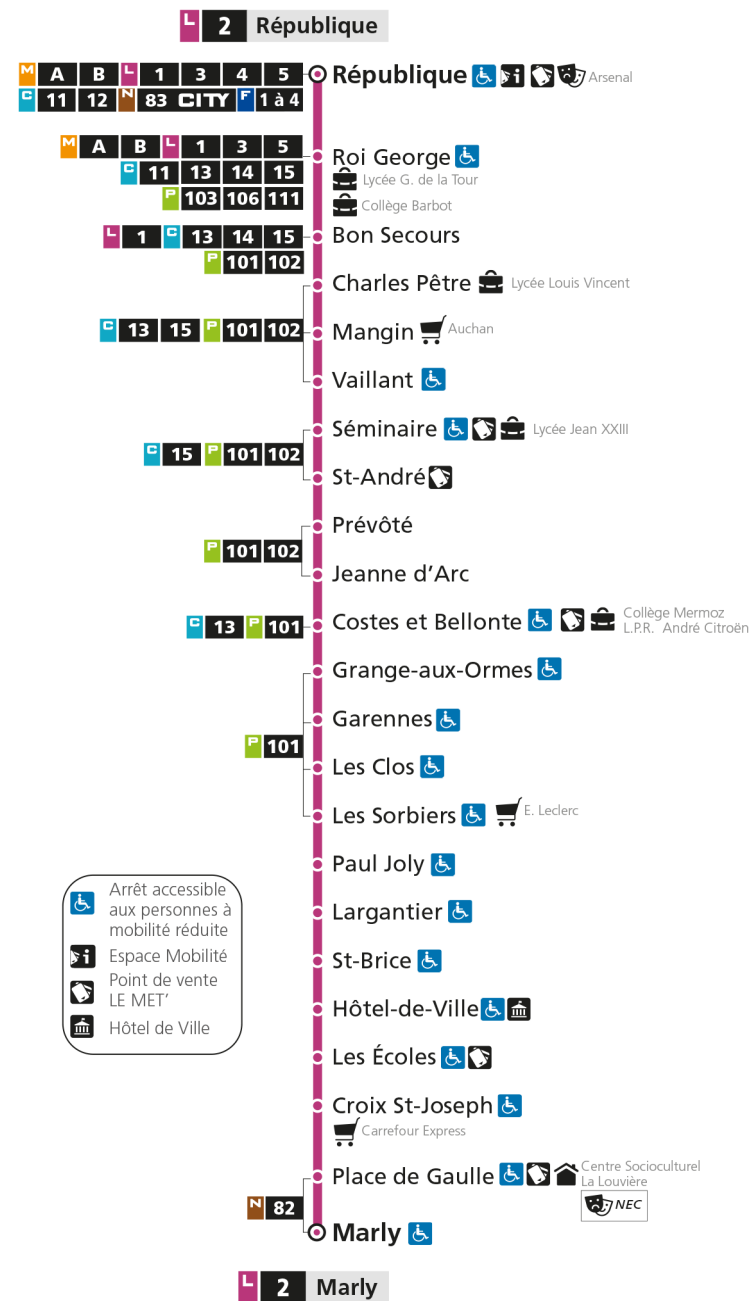 L 2 République
M A B L 1 3 4 5 République Arsenal
C 11 12 N 83 CITY F 1 à 4
M A B L 1 3 5 Roi George
C 11 13 14 15 Lycée G. de la Tour
P 103 106 111 Collège Barbot
L 1 C 13 14 15 Bon Secours
P 101 102
Charles Pêtre Lycée Louis Vincent
C 13 15 P 101 102 Mangin Auchan
Vaillant
Séminaire Lycée Jean XXIII
C 15 P 101 102
St-André
Prévôté
P 101 102
Jeanne d’Arc
C 13 P 101 Costes et Bellonte Collège Mermoz
L.P.R. André Citroën
Grange-aux-Ormes
Garennes
P 101
Les Clos
Les Sorbiers E. Leclerc
Paul Joly
Largantier
St-Brice
Hôtel-de-Ville
Les Écoles
Croix St-Joseph
Carrefour Express
Place de Gaulle Centre Socioculturel
La Louvière
N 82 NEC
Marly
Arrêt accessible
aux personnes à
mobilité réduite
Espace Mobilité
Point de vente
LE MET’
Hôtel de Ville
L 2 Marly